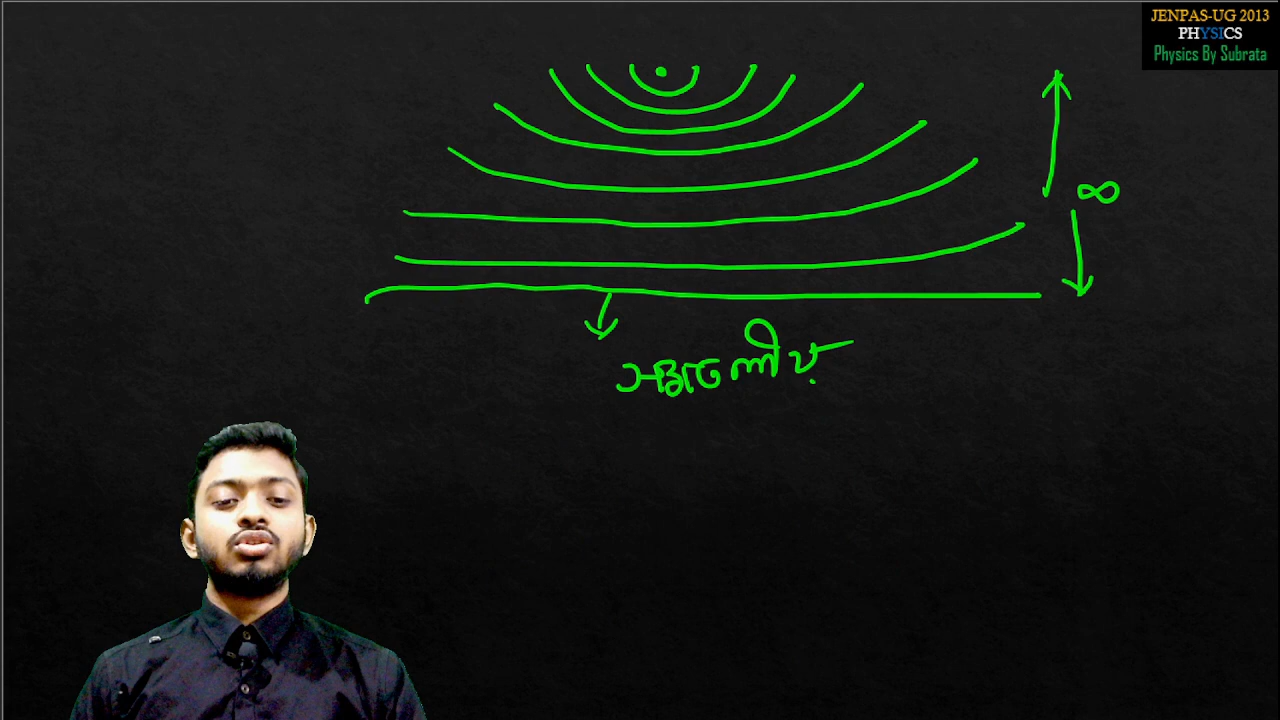 JENPAS-UG 2013
PHYSICS
Physics By Subrata
∞
সমতলীয়